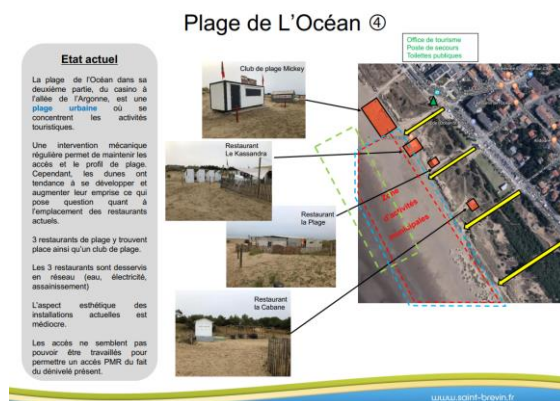 Plage de L'Océan ④
Etat actuel
La plage de l'Océan dans sa
deuxième partie, du casino à
l'allée de l'Argonne, est une
plage urbaine où se
concentrent les activités
touristiques.
Une intervention mécanique
régulière permet de maintenir les
accès et le profil de plage.
Cependant, les dunes ont
tendance à se développer et
augmenter leur emprise ce qui
pose question quant à
l'emplacement des restaurants
actuels.
3 restaurants de plage y trouvent
place ainsi qu'un club de plage.
Les 3 restaurants sont desservis
en réseau (eau, électricité,
assainissement)
L'aspect esthétique des
installations actuelles est
médiocre.
Les accès ne semblent pas
pouvoir être travaillés pour
permettre un accès PMR du fait
du dénivelé présent.
Club de plage Mickey
Restaurant
Le Kassandra
Restaurant
la Plage
Restaurant
la Cabane
Office de tourisme
Poste de secours
Toilettes publiques
Zone
d'activités
municipales
www.saint-brevin.fr